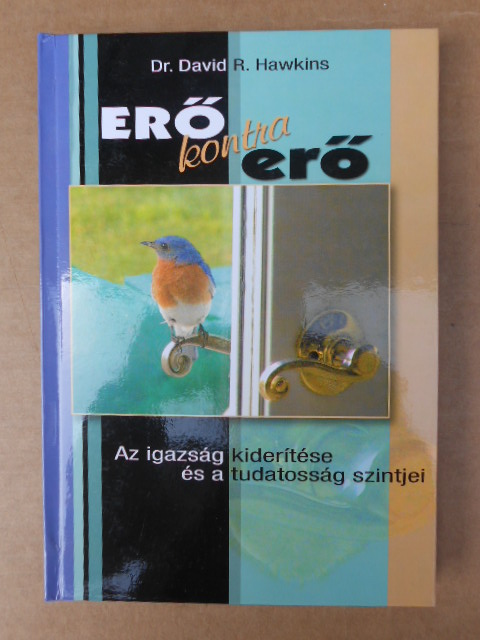 Dr. David R. Hawkins
ERŐ
kontra
erő
Az igazság kiderítése
és a tudatosság szintjei